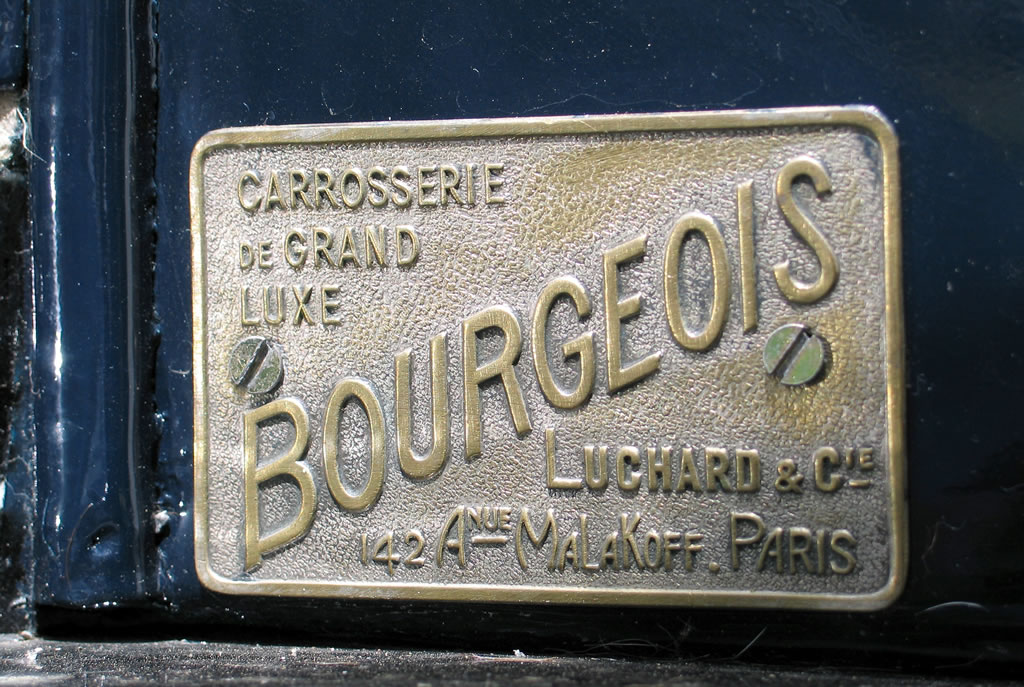 CARROSSERIE
DE GRAND
LUXE
BOURGEOIS
LUCHARD & CIE
142 ANUE MALAKOFF. PARIS